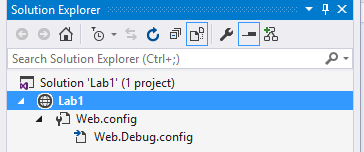 Solution Explorer
Search Solution Explorer (Ctrl+;)
Solution 'Lab1' (1 project)
Lab1
Web.config
Web.Debug.config